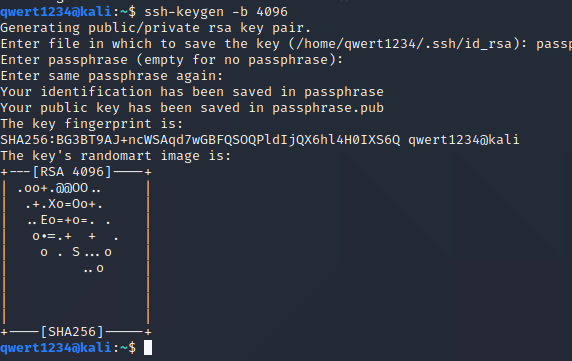 qwert1234@kali:~$ ssh-keygen -b 4096
Generating public/private rsa key pair.
Enter file in which to save the key (/home/qwert1234/.ssh/id_rsa): passp
Enter passphrase (empty for no passphrase):
Enter same passphrase again:
Your identification has been saved in passphrase
Your public key has been saved in passphrase.pub
The key fingerprint is:
SHA256:BG3BT9AJ+ncWSAqd7wGBFQSOQPldIjQX6hl4H0IXS6Q qwert1234@kali
The key's randomart image is:
+---[RSA 4096]----+
| .oo+.@@OO..     |
|  .+.Xo=Oo+.     |
|  ..Eo=+o=. .    |
|   o*=.+  +  .   |
|    o . S...o    |
|         ..o     |
|                 |
|                 |
|                 |
+----[SHA256]-----+
qwert1234@kali:~$